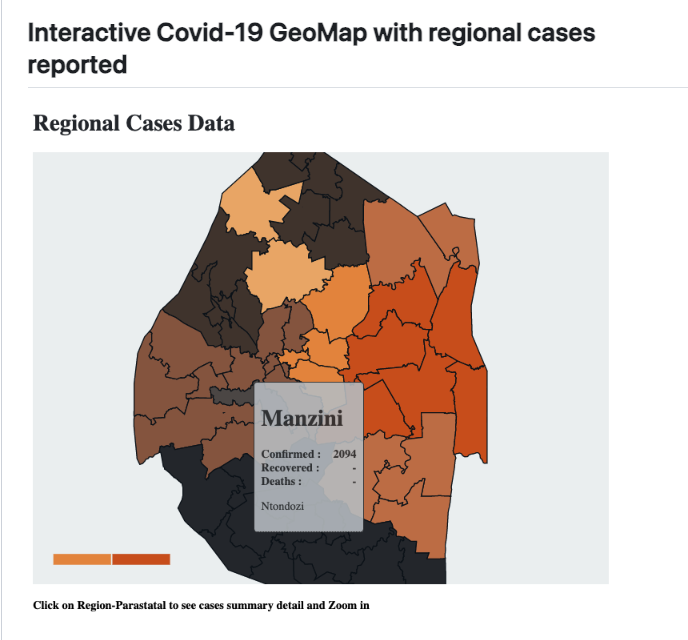 Interactive Covid-19 GeoMap with regional cases
reported
Regional Cases Data
Manzini
Confirmed : 2094
Recovered : -
Deaths : -
Ntondozi
Click on Region-Parastatal to see cases summary detail and Zoom in